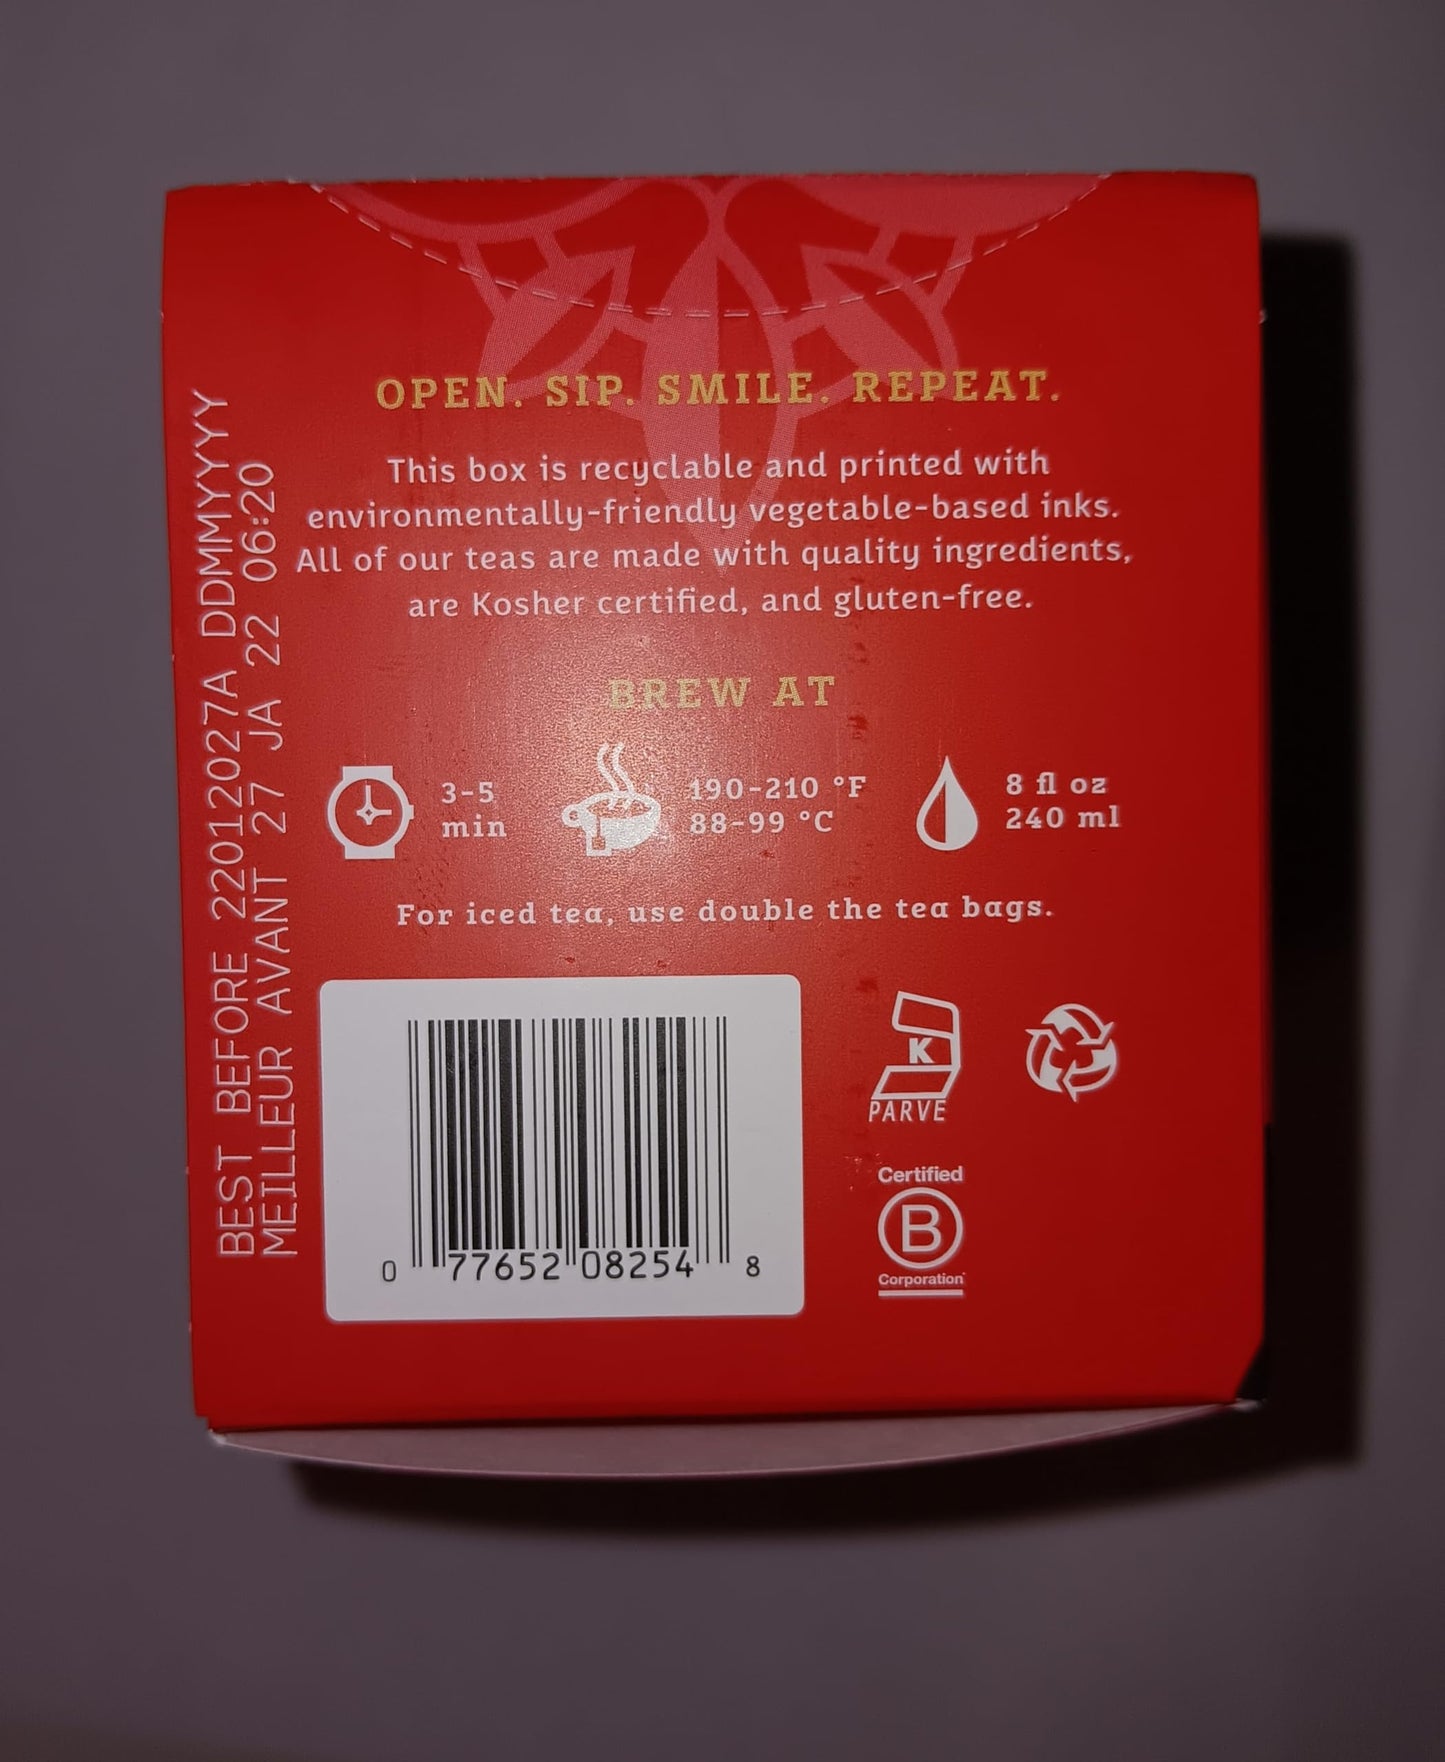 OPEN. SIP. SMILE. REPEAT.
This box is recyclable and printed with
environmentally-friendly vegetable-based inks.
All of our teas are made with quality ingredients,
are Kosher certified, and gluten-free.
BREW AT
3-5
min
190-210 °F
88-99 °C
8 fl oz
240 ml
For iced tea, use double the tea bags.
BEST BEFORE 22012027A DDMMYYYY
MEILLEUR AVANT 27 JA 22 06:20
0 77652 08254 8
K
PARVE
Certified
B
Corporation